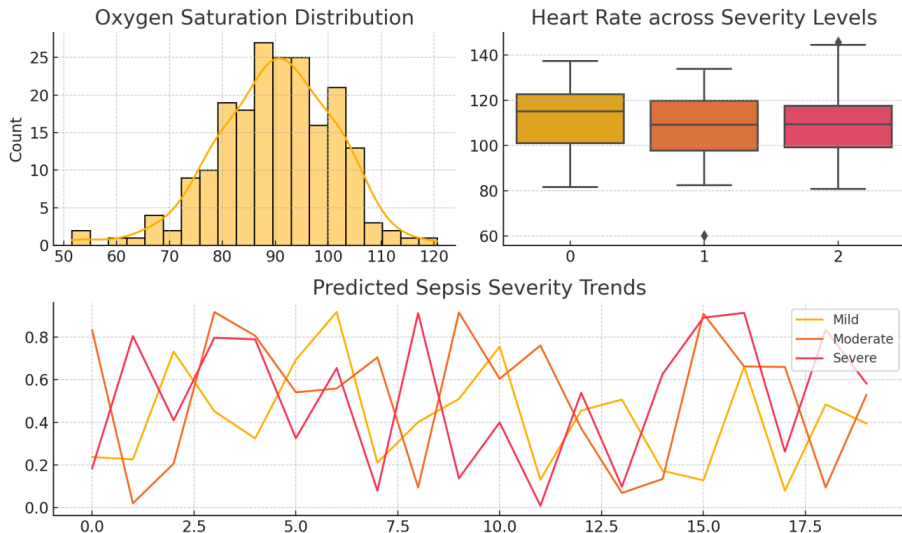 Oxygen Saturation Distribution
Count
25
20
15
10
5
0
50 60 70 80 90 100 110 120
Heart Rate across Severity Levels
140
120
100
80
60
0 1 2
Predicted Sepsis Severity Trends
0.8
0.6
0.4
0.2
0.0
Mild
Moderate
Severe
0.0 2.5 5.0 7.5 10.0 12.5 15.0 17.5